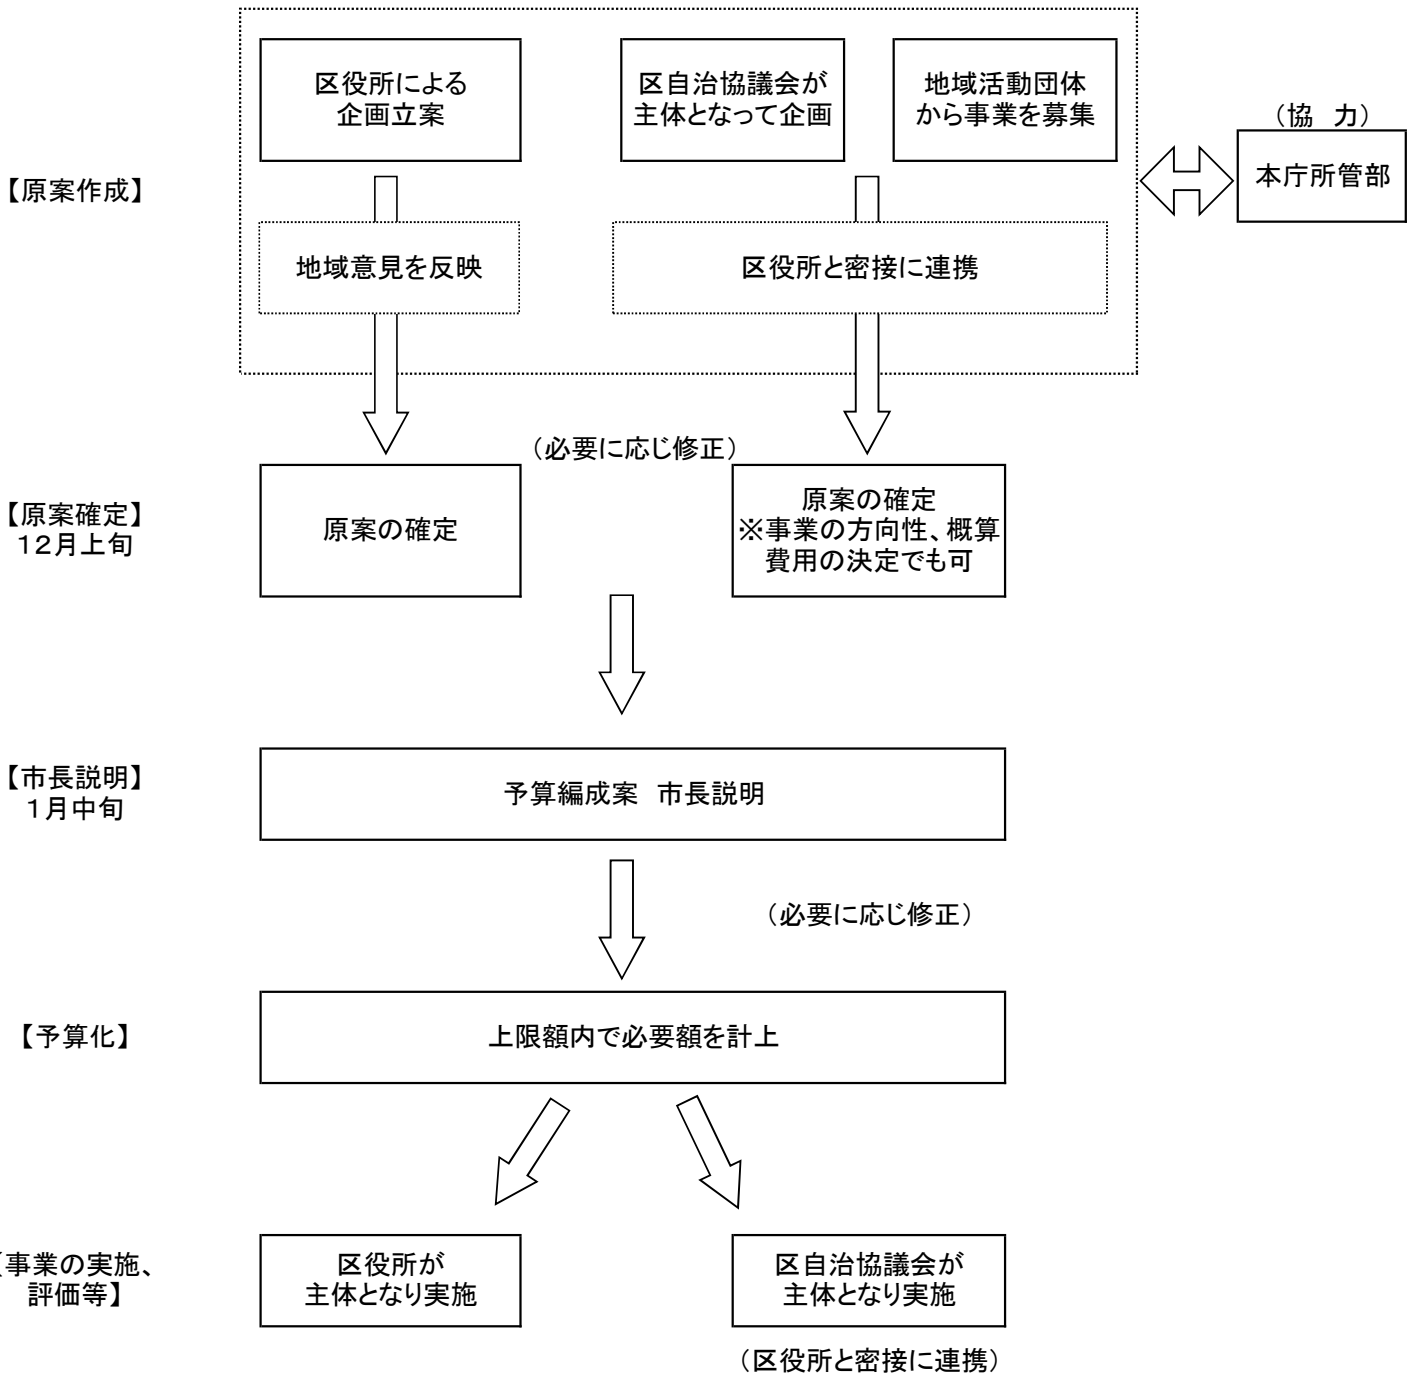 区役所による
企画立案
区自治協議会が
主体となって企画
地域活動団体
から事業を募集
（協　力）
本庁所管部
【原案作成】
地域意見を反映
区役所と密接に連携
（必要に応じ修正）
【原案確定】
１２月上旬
原案の確定
原案の確定
※事業の方向性、概算
費用の決定でも可
【市長説明】
１月中旬
予算編成案　市長説明
（必要に応じ修正）
【予算化】
上限額内で必要額を計上
【事業の実施、
評価等】
区役所が
主体となり実施
区自治協議会が
主体となり実施
（区役所と密接に連携）